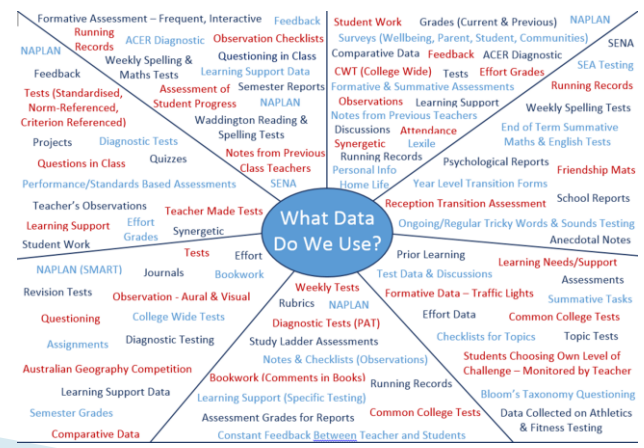 Formative Assessment – Frequent, Interactive
Feedback
NAPLAN
Running
Records
ACER Diagnostic
Observation Checklists
Feedback
Weekly Spelling &
Maths Tests
Questioning in Class
Learning Support Data
Tests (Standardised,
Norm-Referenced,
Criterion Referenced)
Assessment of
Student Progress
Semester Reports
NAPLAN
Waddington Reading &
Spelling Tests
Projects
Diagnostic Tests
Questions in Class
Quizzes
Notes from Previous
Class Teachers
Performance/Standards Based Assessments
SENA
Teacher's Observations
Teacher Made Tests
Learning Support
Effort
Grades
Synergetic
Student Work
Student Work
Grades (Current & Previous)
NAPLAN
Surveys (Wellbeing, Parent, Student, Communities)
SENA
Comparative Data
Feedback
ACER Diagnostic
SEA Testing
CWT (College Wide)
Tests
Effort Grades
Formative & Summative Assessments
Running Records
Observations
Learning Support
Notes from Previous Teachers
Weekly Spelling Tests
Discussions
Attendance
End of Term Summative
Maths & English Tests
Synergetic
Lexile
Running Records
Personal Info
Home Life
Psychological Reports
Friendship Mats
Year Level Transition Forms
School Reports
Reception Transition Assessment
Ongoing/Regular Tricky Words & Sounds Testing
Anecdotal Notes
What Data
Do We Use?
Tests
Effort
NAPLAN (SMART)
Journals
Bookwork
Revision Tests
Observation - Aural & Visual
Questioning
College Wide Tests
Assignments
Diagnostic Testing
Australian Geography Competition
Learning Support Data
Semester Grades
Comparative Data
Weekly Tests
Rubrics
NAPLAN
Diagnostic Tests (PAT)
Study Ladder Assessments
Notes & Checklists (Observations)
Bookwork (Comments in Books)
Running Records
Learning Support (Specific Testing)
Assessment Grades for Reports
Common College Tests
Constant Feedback Between Teacher and Students
Prior Learning
Learning Needs/Support
Test Data & Discussions
Assessments
Formative Data – Traffic Lights
Summative Tasks
Effort Data
Common College Tests
Checklists for Topics
Topic Tests
Students Choosing Own Level of
Challenge – Monitored by Teacher
Bloom's Taxonomy Questioning
Data Collected on Athletics
& Fitness Testing